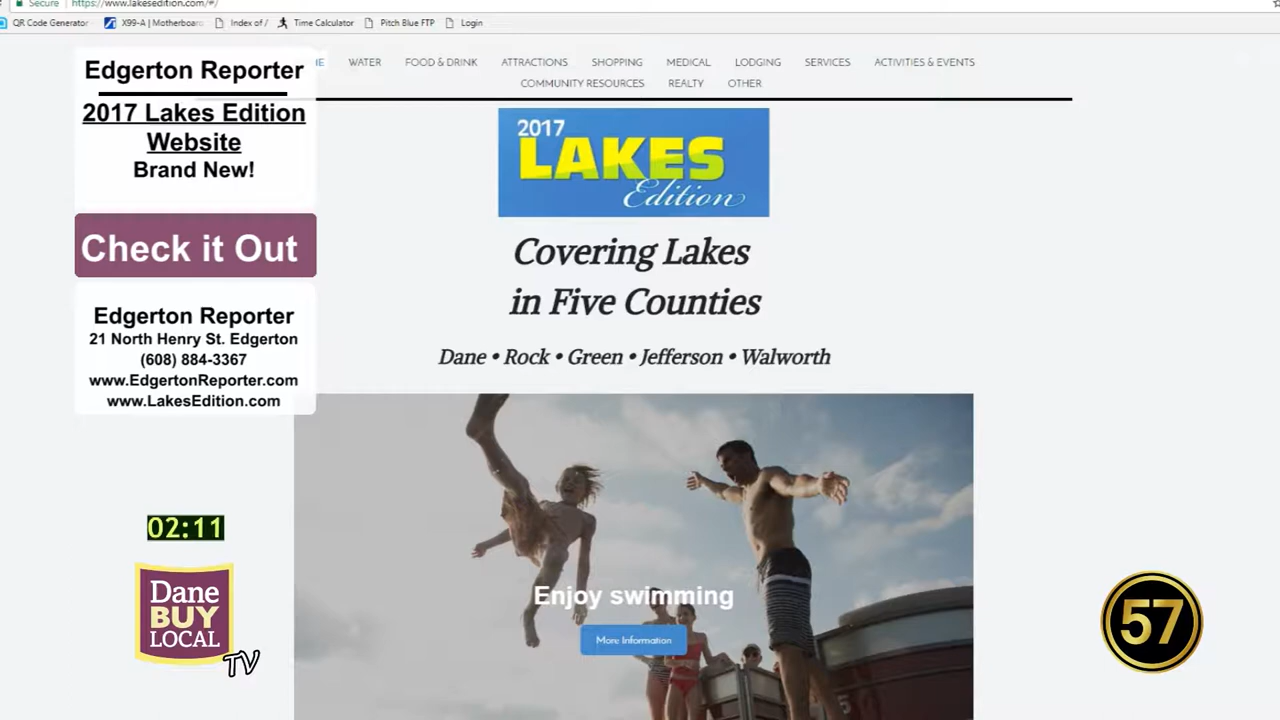 Secure
https://www.lakesedition.com/#/
QR Code Generator
X99-A | Motherboar
Index of /
Time Calculator
Pitch Blue FTP
Login
WATER
FOOD & DRINK
ATTRACTIONS
SHOPPING
MEDICAL
LODGING
SERVICES
ACTIVITIES & EVENTS
COMMUNITY RESOURCES
REALTY
OTHER
Edgerton Reporter
2017 Lakes Edition
Website
Brand New!
Check it Out
Edgerton Reporter
21 North Henry St. Edgerton
(608) 884-3367
www.EdgertonReporter.com
www.LakesEdition.com
2017
LAKES
Edition
Covering Lakes
in Five Counties
Dane • Rock • Green • Jefferson • Walworth
Enjoy swimming
More Information
02:11
Dane
BUY
LOCAL
TV
57